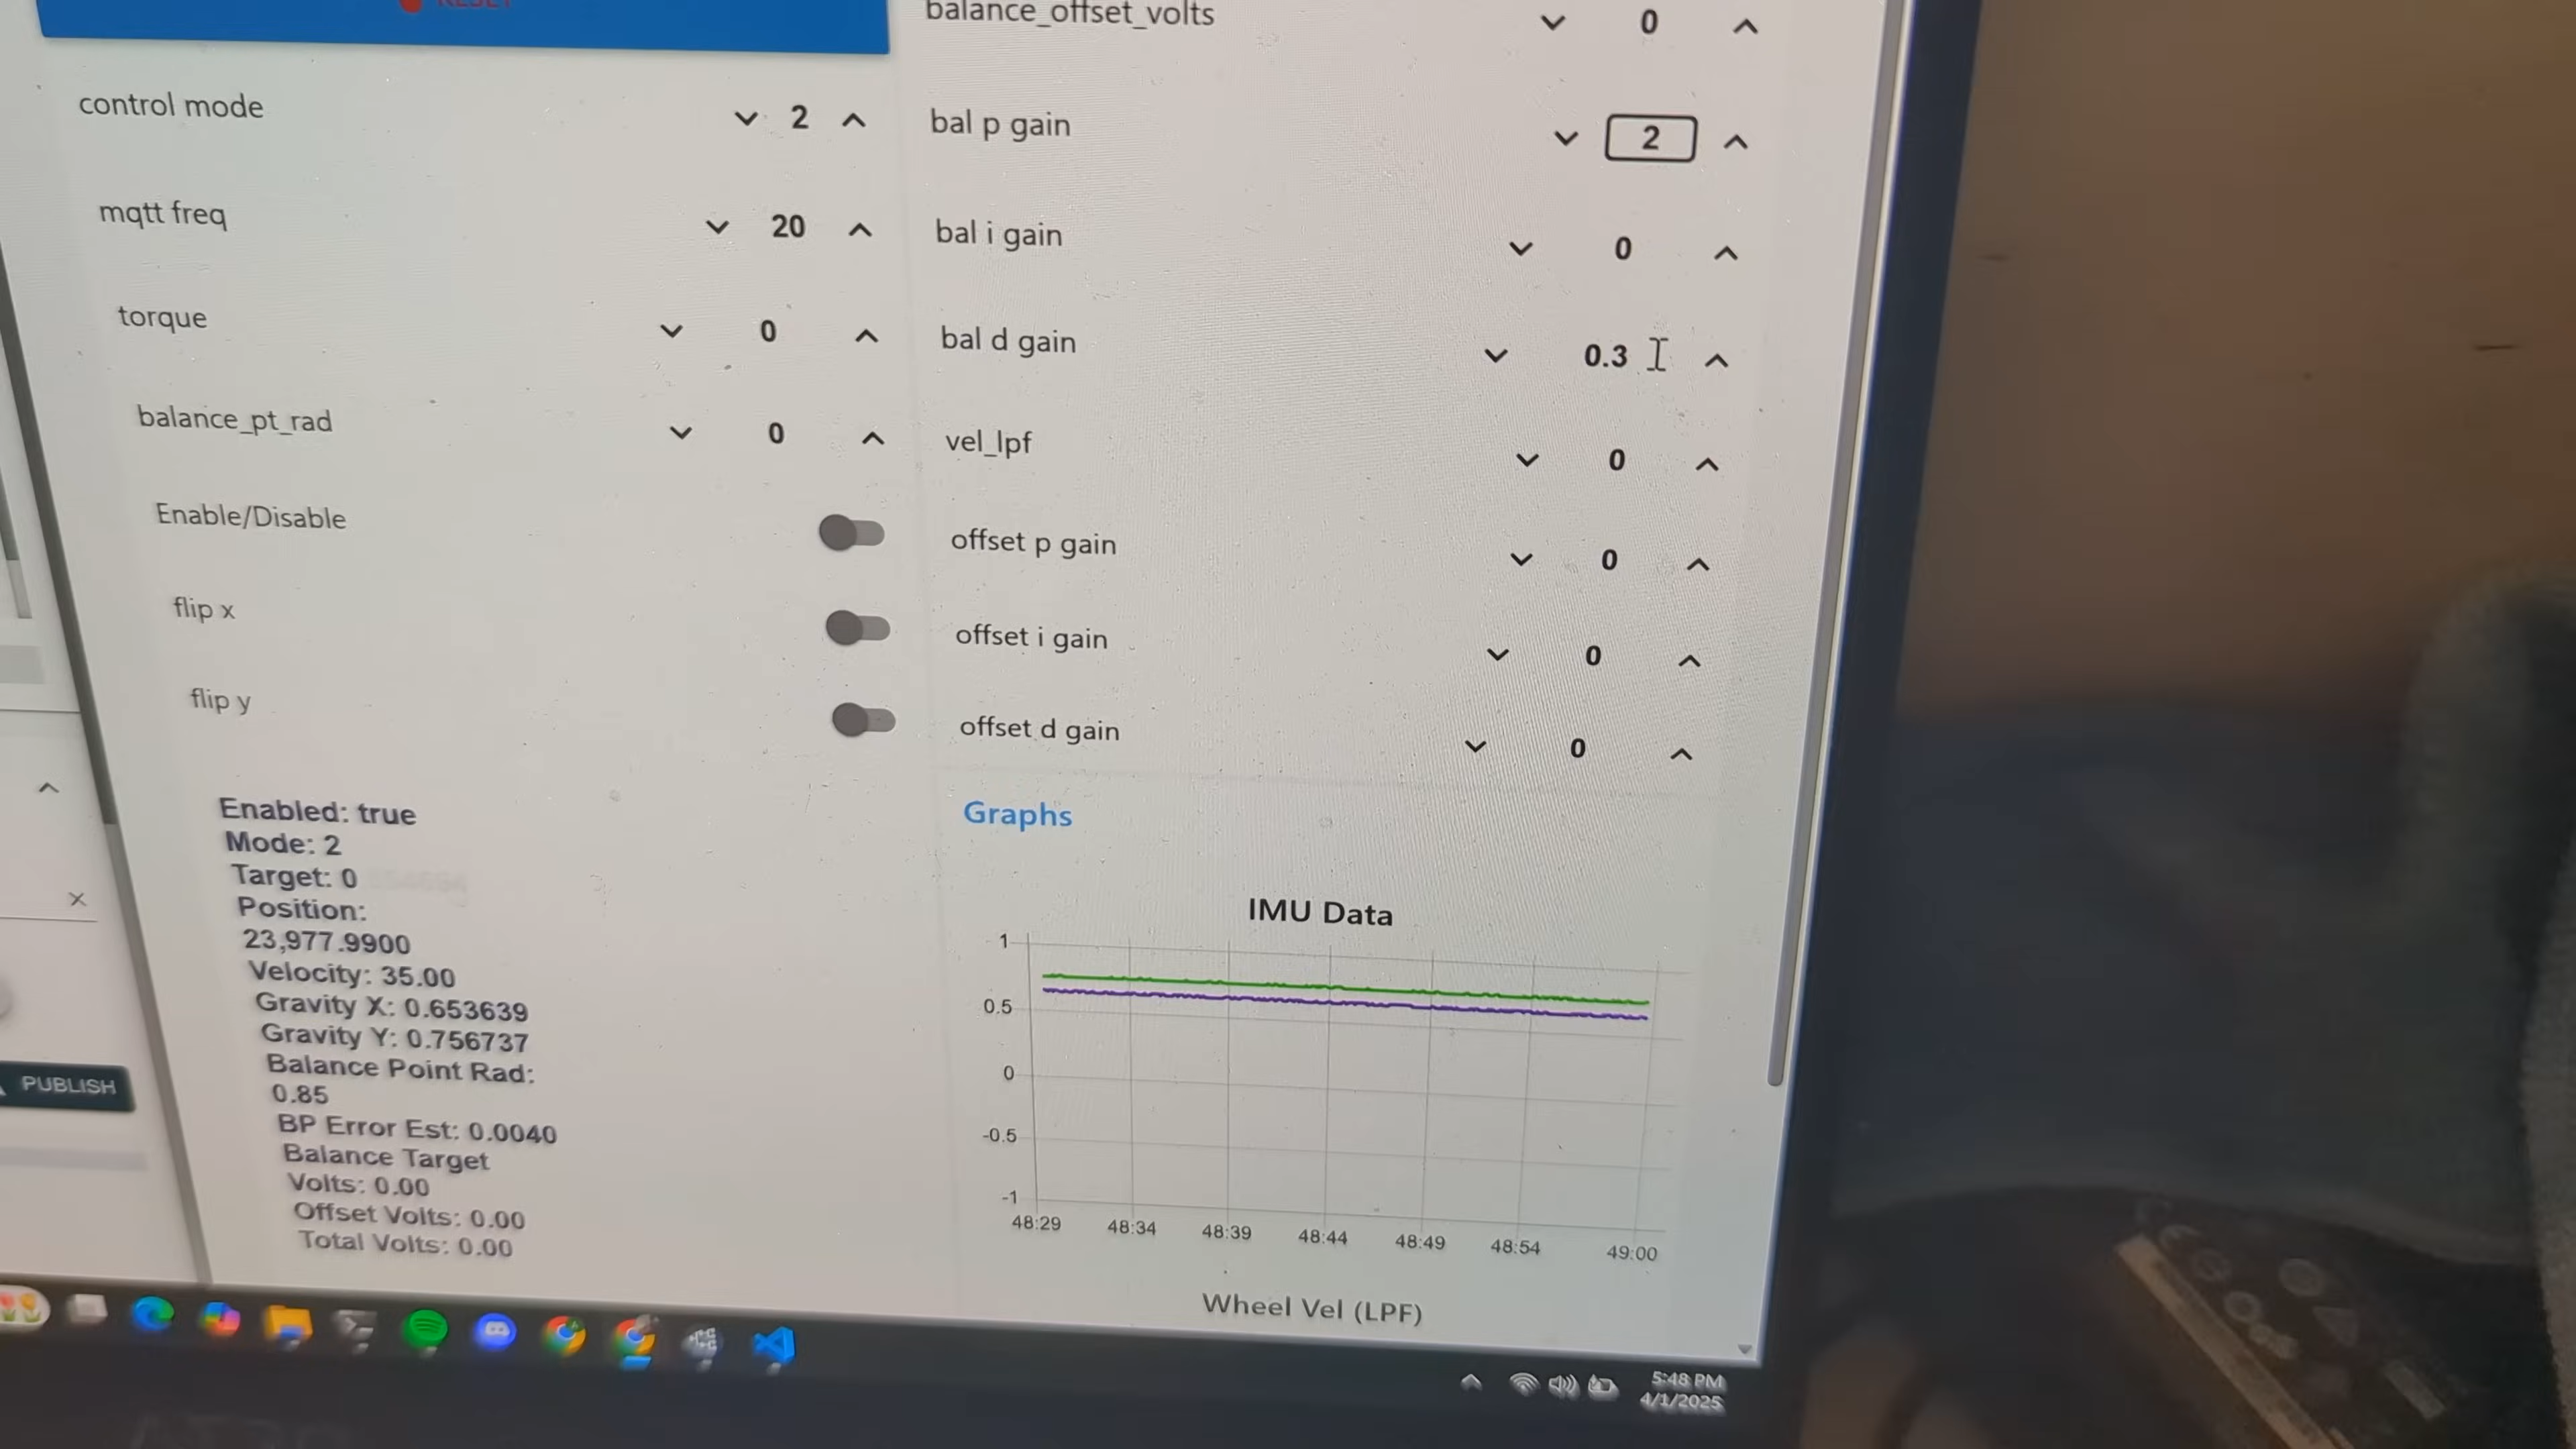 RESET
control mode 2
mqtt freq 20
torque 0
balance_pt_rad 0
Enable/Disable
flip x
flip y
Enabled: true
Mode: 2
Target: 0
Position:
23,977.9900
Velocity: 35.00
Gravity X: 0.653639
Gravity Y: 0.756737
Balance Point Rad:
0.85
BP Error Est: 0.0040
Balance Target
Volts: 0.00
Offset Volts: 0.00
Total Volts: 0.00
PUBLISH
balance_offset_volts 0
bal p gain 2
bal i gain 0
bal d gain 0.3
vel_lpf 0
offset p gain 0
offset i gain 0
offset d gain 0
Graphs
IMU Data
1
0.5
0
-0.5
-1
48:29 48:34 48:39 48:44 48:49 48:54 49:00
Wheel Vel (LPF)
5:48 PM
4/1/2025